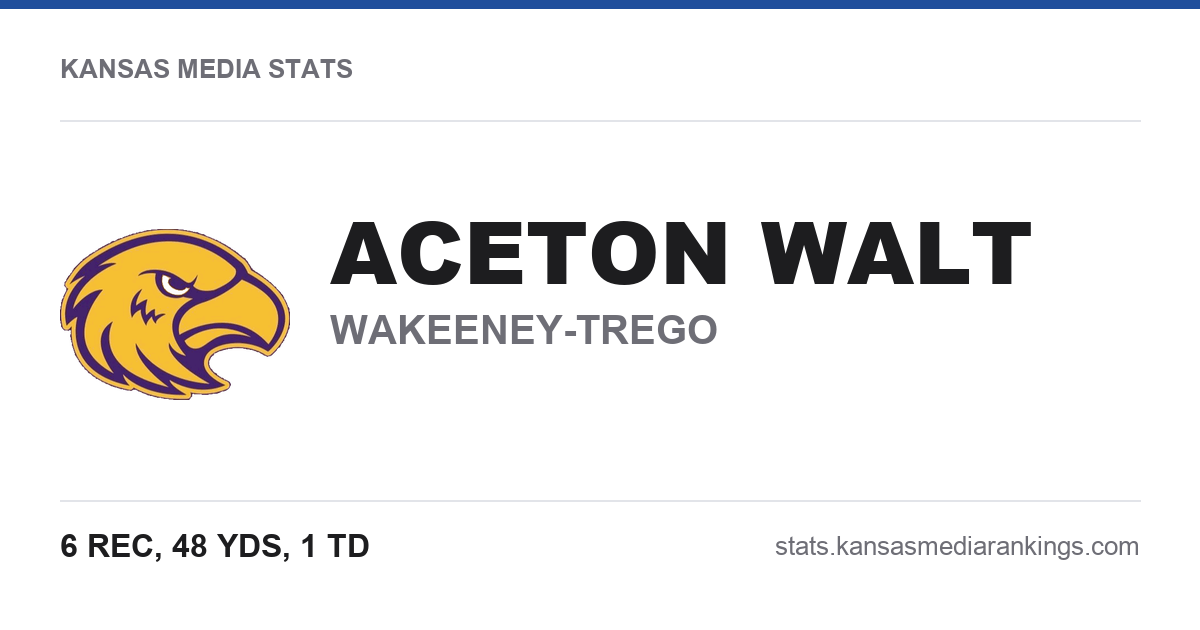 KANSAS MEDIA STATS
ACETON WALT
WAKEENEY-TREGO
6 REC, 48 YDS, 1 TD
stats.kansasmediarankings.com